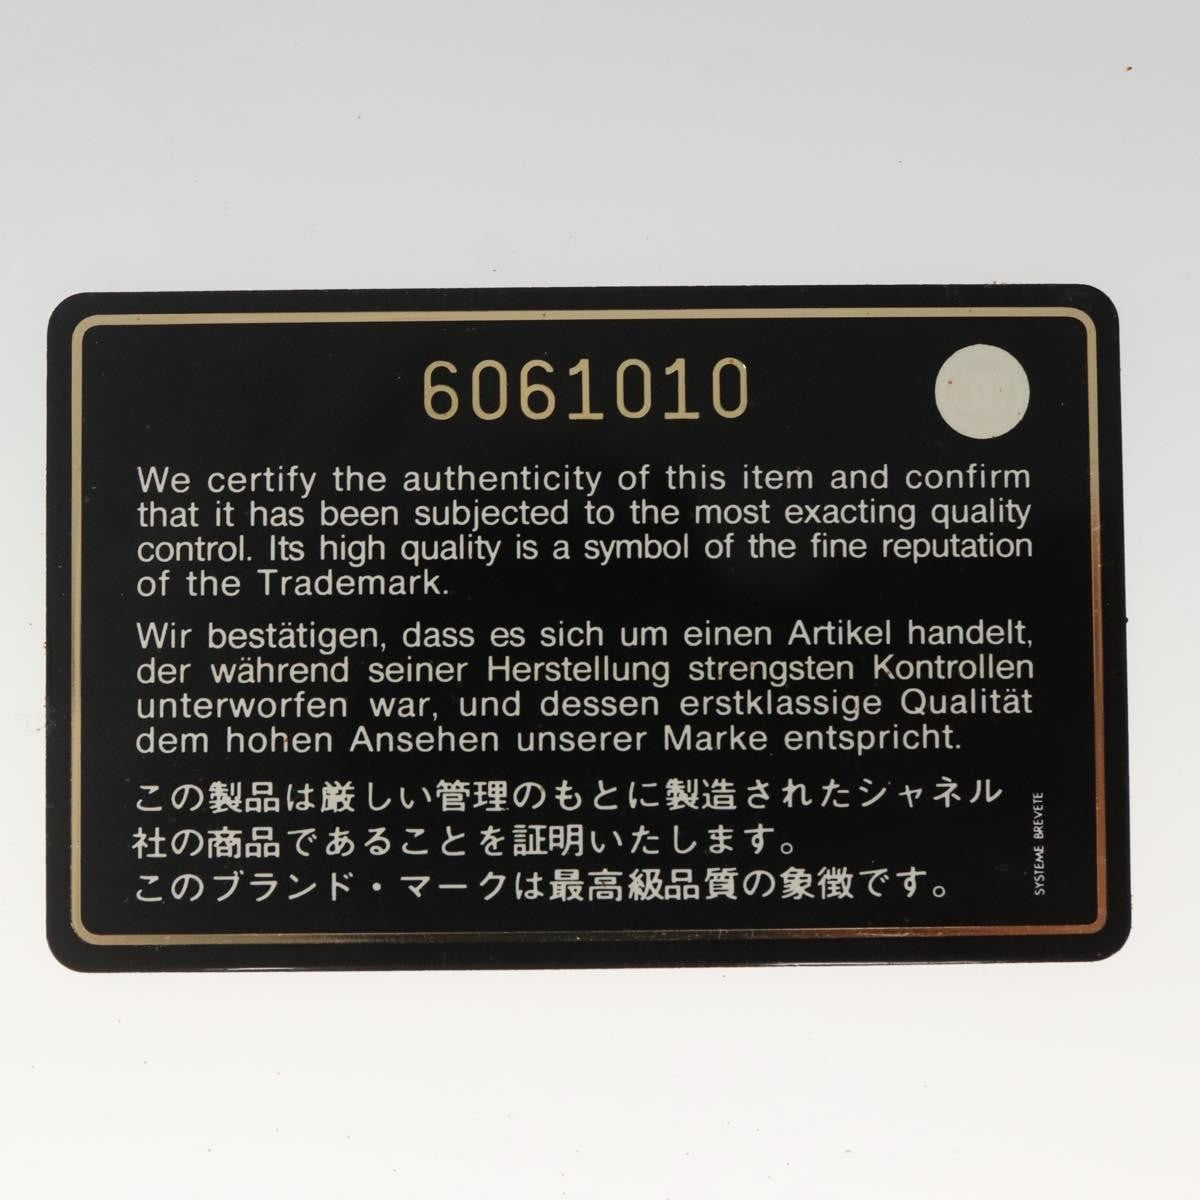 6061010
We certify the authenticity of this item and confirm
that it has been subjected to the most exacting quality
control. Its high quality is a symbol of the fine reputation
of the Trademark.
Wir bestätigen, dass es sich um einen Artikel handelt,
der während seiner Herstellung strengsten Kontrollen
unterworfen war, und dessen erstklassige Qualität
dem hohen Ansehen unserer Marke entspricht.
この製品は厳しい管理のもとに製造されたシャネル
社の商品であることを証明いたします。
このブランド・マークは最高級品質の象徴です。
SYSTEME BREVETE